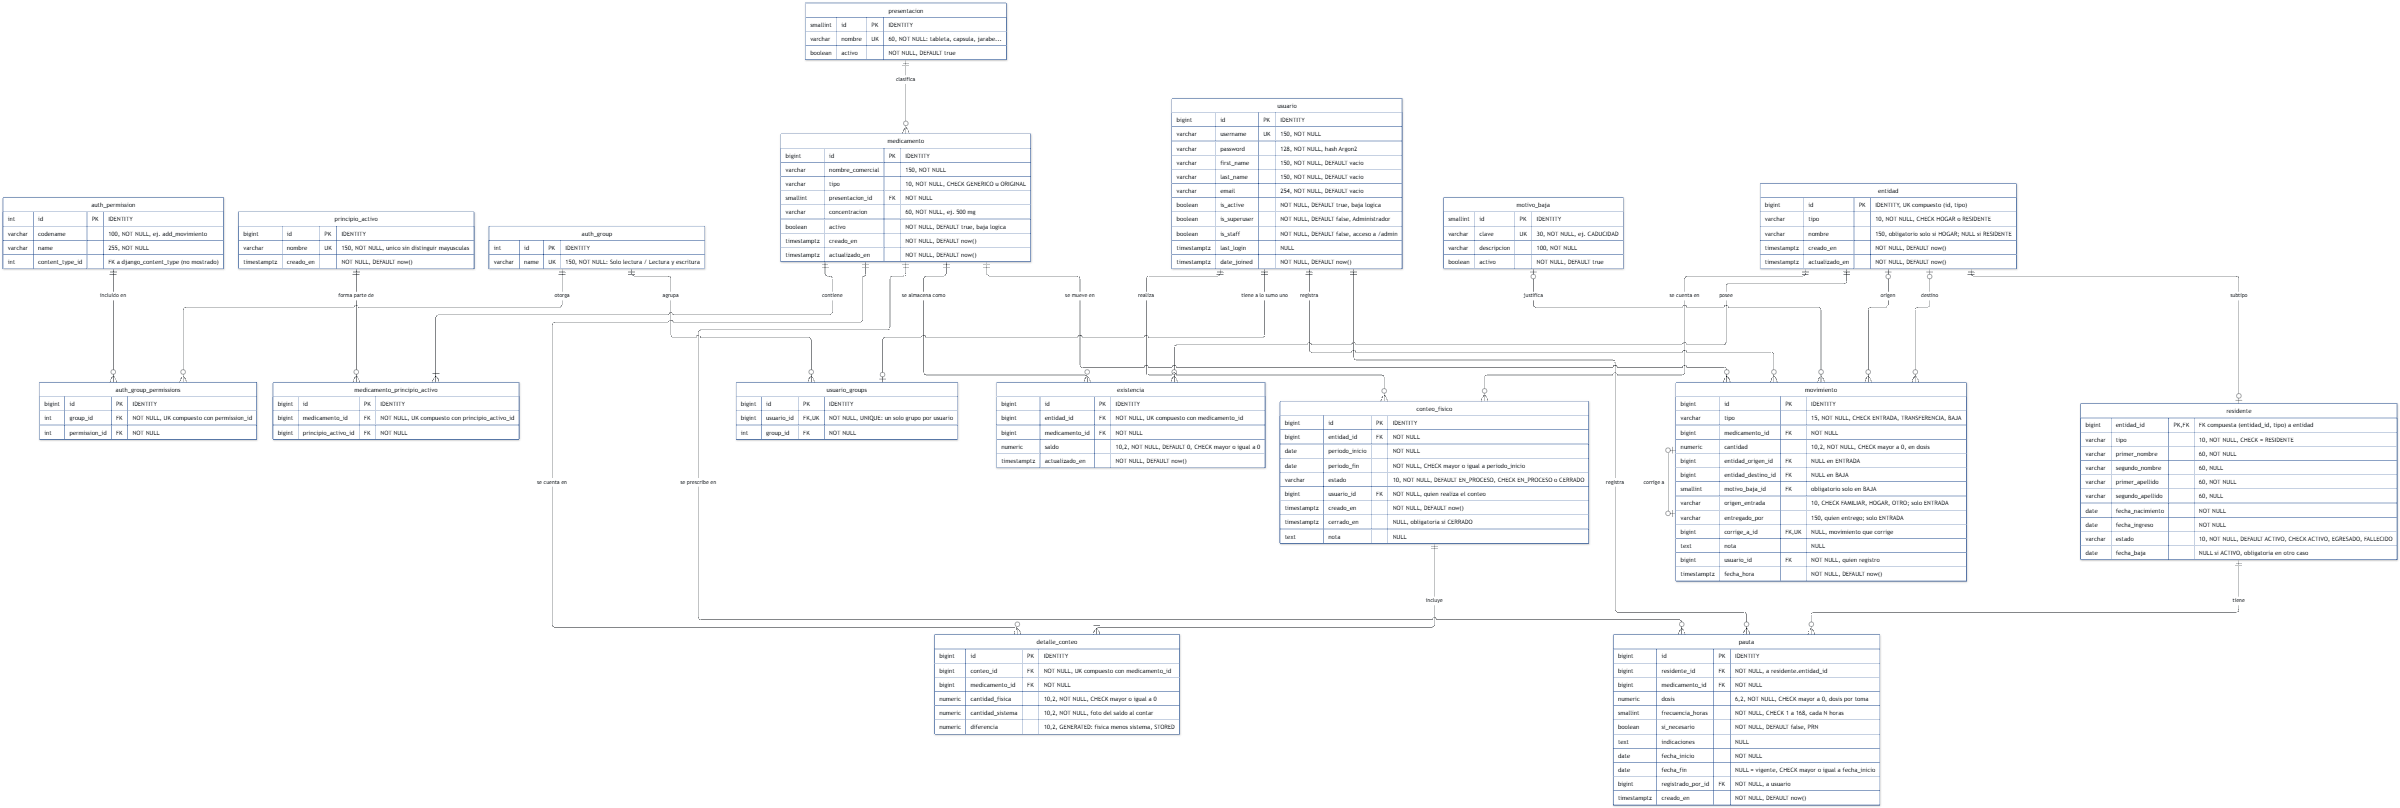 presentacion
smallint id PK IDENTITY
varchar nombre UK 60, NOT NULL: tableta, capsula, jarabe...
boolean activo NOT NULL, DEFAULT true
clasifica
medicamento
bigint id PK IDENTITY
varchar nombre_comercial 150, NOT NULL
varchar tipo 10, NOT NULL, CHECK GENERICO u ORIGINAL
smallint presentacion_id FK NOT NULL
varchar concentracion 60, NOT NULL, ej. 500 mg
boolean activo NOT NULL, DEFAULT true, baja logica
timestamptz creado_en NOT NULL, DEFAULT now()
timestamptz actualizado_en NOT NULL, DEFAULT now()
usuario
bigint id PK IDENTITY
varchar username UK 150, NOT NULL
varchar password 128, NOT NULL, hash Argon2
varchar first_name 150, NOT NULL, DEFAULT vacio
varchar last_name 150, NOT NULL, DEFAULT vacio
varchar email 254, NOT NULL, DEFAULT vacio
boolean is_active NOT NULL, DEFAULT true, baja logica
boolean is_superuser NOT NULL, DEFAULT false, Administrador
boolean is_staff NOT NULL, DEFAULT false, acceso a /admin
timestamptz last_login NULL
timestamptz date_joined NOT NULL, DEFAULT now()
auth_permission
int id PK IDENTITY
varchar codename 100, NOT NULL, ej. add_movimiento
varchar name 255, NOT NULL
int content_type_id FK a django_content_type (no mostrado)
principio_activo
bigint id PK IDENTITY
varchar nombre UK 150, NOT NULL, unico sin distinguir mayusculas
timestamptz creado_en NOT NULL, DEFAULT now()
auth_group
int id PK IDENTITY
varchar name UK 150, NOT NULL: Solo lectura / Lectura y escritura
motivo_baja
smallint id PK IDENTITY
varchar clave UK 30, NOT NULL, ej. CADUCIDAD
varchar descripcion 100, NOT NULL
boolean activo NOT NULL, DEFAULT true
entidad
bigint id PK IDENTITY, UK compuesto (id, tipo)
varchar tipo 10, NOT NULL, CHECK HOGAR o RESIDENTE
varchar nombre 150, obligatorio solo si HOGAR; NULL si RESIDENTE
timestamptz creado_en NOT NULL, DEFAULT now()
timestamptz actualizado_en NOT NULL, DEFAULT now()
incluido en
forma parte de
otorga
agrupa
contiene
se almacena como
se mueve en
realiza
tiene a lo sumo uno
registra
justifica
se cuenta en
posee
origen
destino
subtipo
auth_group_permissions
bigint id PK IDENTITY
int group_id FK NOT NULL, UK compuesto con permission_id
int permission_id FK NOT NULL
medicamento_principio_activo
bigint id PK IDENTITY
bigint medicamento_id FK NOT NULL, UK compuesto con principio_activo_id
bigint principio_activo_id FK NOT NULL
usuario_groups
bigint id PK IDENTITY
bigint usuario_id FK,UK NOT NULL, UNIQUE: un solo grupo por usuario
int group_id FK NOT NULL
existencia
bigint id PK IDENTITY
bigint entidad_id FK NOT NULL, UK compuesto con medicamento_id
bigint medicamento_id FK NOT NULL
numeric saldo 10,2, NOT NULL, DEFAULT 0, CHECK mayor o igual a 0
timestamptz actualizado_en NOT NULL, DEFAULT now()
conteo_fisico
bigint id PK IDENTITY
bigint entidad_id FK NOT NULL
date periodo_inicio NOT NULL
date periodo_fin NOT NULL, CHECK mayor o igual a periodo_inicio
varchar estado 10, NOT NULL, DEFAULT EN_PROCESO, CHECK EN_PROCESO o CERRADO
bigint usuario_id FK NOT NULL, quien realiza el conteo
timestamptz creado_en NOT NULL, DEFAULT now()
timestamptz cerrado_en NULL, obligatoria si CERRADO
text nota NULL
movimiento
bigint id PK IDENTITY
varchar tipo 15, NOT NULL, CHECK ENTRADA, TRANSFERENCIA, BAJA
bigint medicamento_id FK NOT NULL
numeric cantidad 10,2, NOT NULL, CHECK mayor a 0, en dosis
bigint entidad_origen_id FK NULL en ENTRADA
bigint entidad_destino_id FK NULL en BAJA
smallint motivo_baja_id FK obligatorio solo en BAJA
varchar origen_entrada 10, CHECK FAMILIAR, HOGAR, OTRO; solo ENTRADA
varchar entregado_por 150, quien entrego; solo ENTRADA
bigint corrige_a_id FK,UK NULL, movimiento que corrige
text nota NULL
bigint usuario_id FK NOT NULL, quien registro
timestamptz fecha_hora NOT NULL, DEFAULT now()
residente
bigint entidad_id PK,FK FK compuesta (entidad_id, tipo) a entidad
varchar tipo 10, NOT NULL, CHECK = RESIDENTE
varchar primer_nombre 60, NOT NULL
varchar segundo_nombre 60, NULL
varchar primer_apellido 60, NOT NULL
varchar segundo_apellido 60, NULL
date fecha_nacimiento NOT NULL
date fecha_ingreso NOT NULL
varchar estado 10, NOT NULL, DEFAULT ACTIVO, CHECK ACTIVO, EGRESADO, FALLECIDO
date fecha_baja NULL si ACTIVO, obligatoria en otro caso
se cuenta en
se prescribe en
registra
corrige a
incluye
tiene
detalle_conteo
bigint id PK IDENTITY
bigint conteo_id FK NOT NULL, UK compuesto con medicamento_id
bigint medicamento_id FK NOT NULL
numeric cantidad_fisica 10,2, NOT NULL, CHECK mayor o igual a 0
numeric cantidad_sistema 10,2, NOT NULL, foto del saldo al contar
numeric diferencia 10,2, GENERATED: fisica menos sistema, STORED
pauta
bigint id PK IDENTITY
bigint residente_id FK NOT NULL, a residente.entidad_id
bigint medicamento_id FK NOT NULL
numeric dosis 6,2, NOT NULL, CHECK mayor a 0, dosis por toma
smallint frecuencia_horas NOT NULL, CHECK 1 a 168, cada N horas
boolean si_necesario NOT NULL, DEFAULT false, PRN
text indicaciones NULL
date fecha_inicio NOT NULL
date fecha_fin NULL = vigente, CHECK mayor o igual a fecha_inicio
bigint registrado_por_id FK NOT NULL, a usuario
timestamptz creado_en NOT NULL, DEFAULT now()